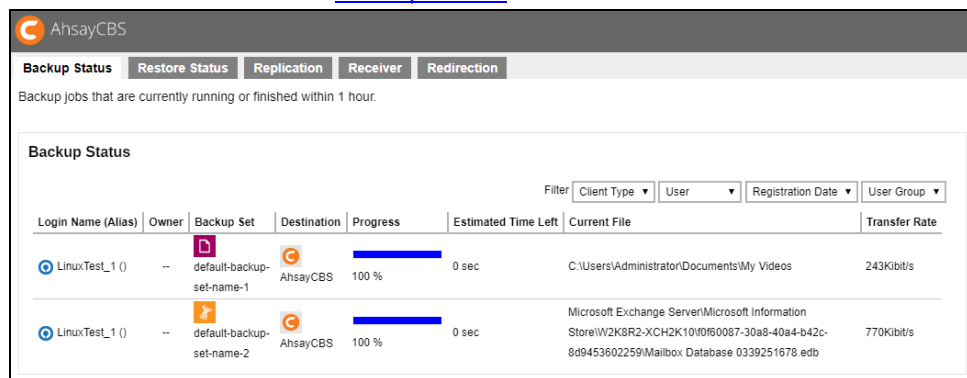 AhsayCBS
Backup Status Restore Status Replication Receiver Redirection
Backup jobs that are currently running or finished within 1 hour.
Backup Status
Filter Client Type User Registration Date User Group
Login Name (Alias) Owner Backup Set Destination Progress Estimated Time Left Current File Transfer Rate
LinuxTest_1 () -- default-backup-set-name-1 AhsayCBS 100 % 0 sec C:\Users\Administrator\Documents\My Videos 243Kibit/s
LinuxTest_1 () -- default-backup-set-name-2 AhsayCBS 100 % 0 sec Microsoft Exchange Server\Microsoft Information Store\W2K8R2-XCH2K10\f0f60087-30a8-40a4-b42c-8d9453602259\Mailbox Database 0339251678.edb 770Kibit/s